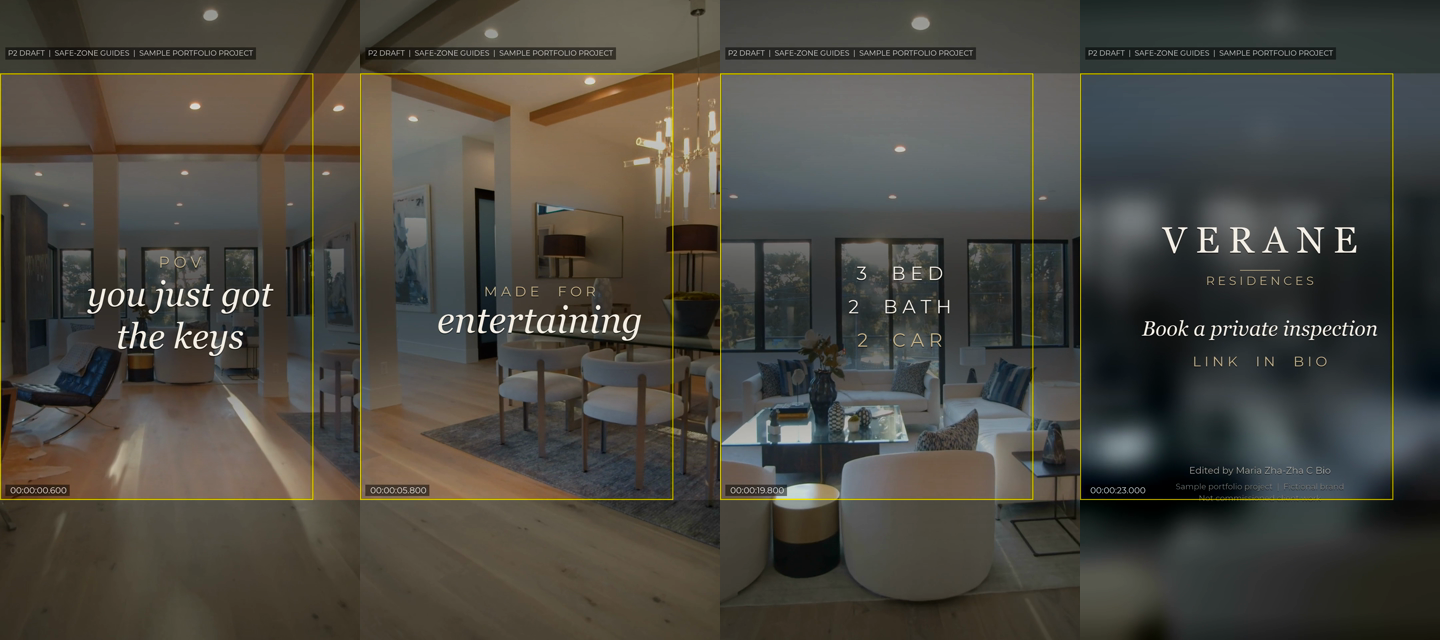 P2 DRAFT | SAFE-ZONE GUIDES | SAMPLE PORTFOLIO PROJECT
POV
you just got
the keys
00:00:00.600
P2 DRAFT | SAFE-ZONE GUIDES | SAMPLE PORTFOLIO PROJECT
MADE FOR
entertaining
00:00:05.800
P2 DRAFT | SAFE-ZONE GUIDES | SAMPLE PORTFOLIO PROJECT
3 BED
2 BATH
2 CAR
00:00:19.800
P2 DRAFT | SAFE-ZONE GUIDES | SAMPLE PORTFOLIO PROJECT
VERANE
RESIDENCES
Book a private inspection
LINK IN BIO
Edited by Maria Zha-Zha C Bio
Sample portfolio project | Fictional brand
00:00:23.000
Not commissioned